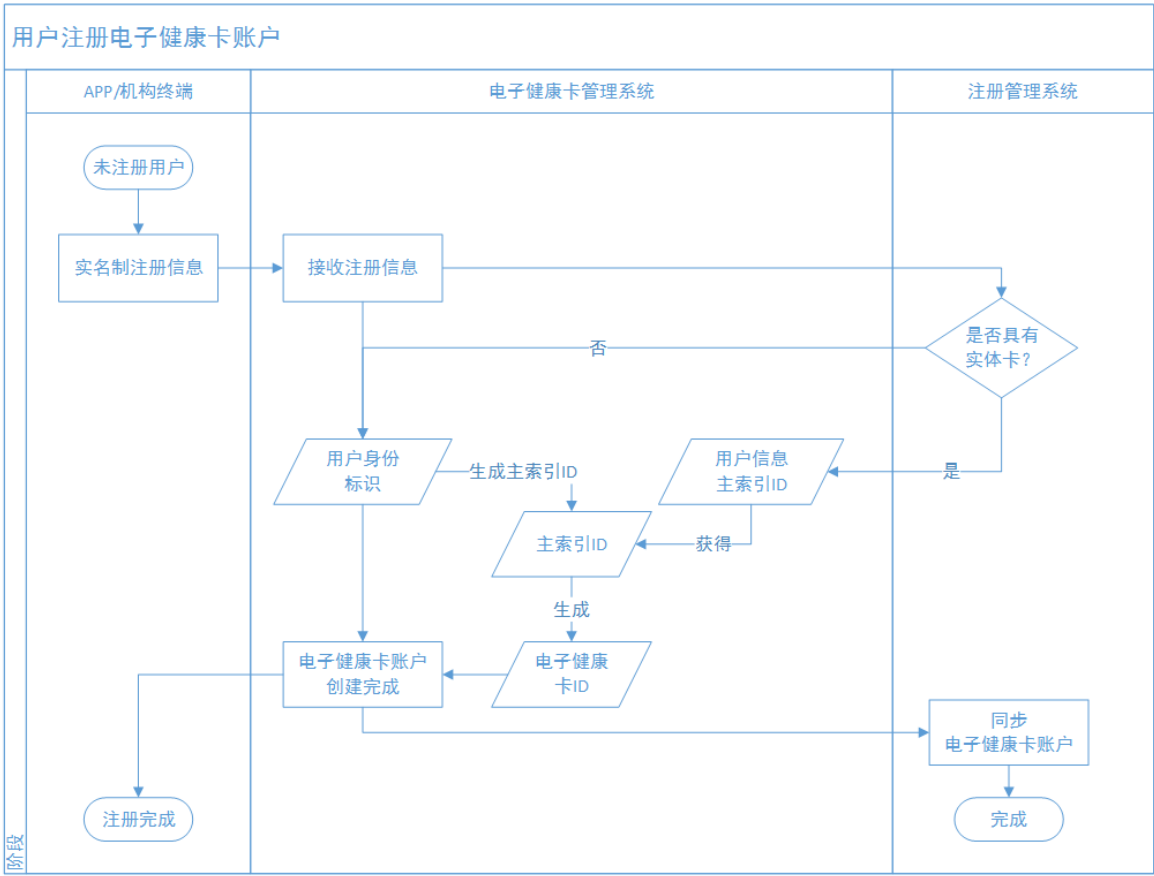 用户注册电子健康卡账户
APP/机构终端
电子健康卡管理系统
注册管理系统
未注册用户
实名制注册信息
接收注册信息
是否具有
实体卡?
否
用户身份
标识
生成主索引ID
用户信息
主索引ID
是
主索引ID
获得
生成
电子健康卡账户
创建完成
电子健康
卡ID
同步
电子健康卡账户
注册完成
完成
阶段